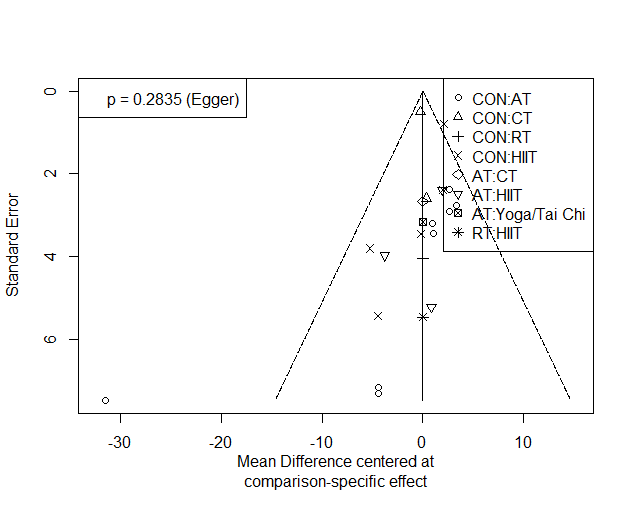 p = 0.2835 (Egger)
CON:AT
CON:CT
CON:RT
CON:HIIT
AT:CT
AT:HIIT
AT:Yoga/Tai Chi
RT:HIIT
Standard Error
0
2
4
6
-30 -20 -10 0 10
Mean Difference centered at
comparison-specific effect